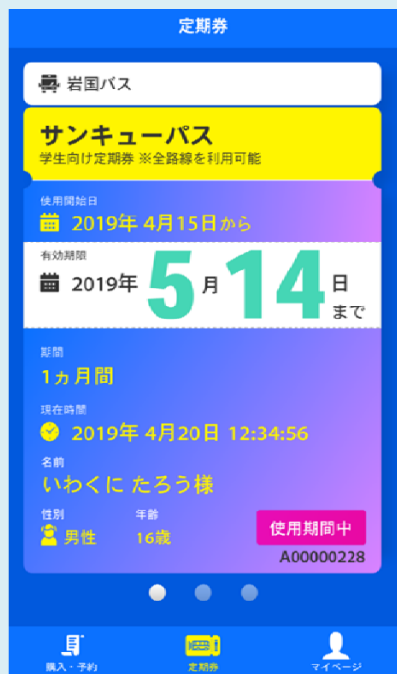 定期券
岩国バス
サンキューパス
学生向け定期券 ※全路線を利用可能
使用開始日
2019年 4月15日から
有効期限
2019年 5月14日
まで
期間
1ヵ月間
現在時間
2019年 4月20日 12:34:56
名前
いわくに たろう様
性別 年齢
男性 16歳
使用期間中
A00000228
購入・予約 定期券 マイページ